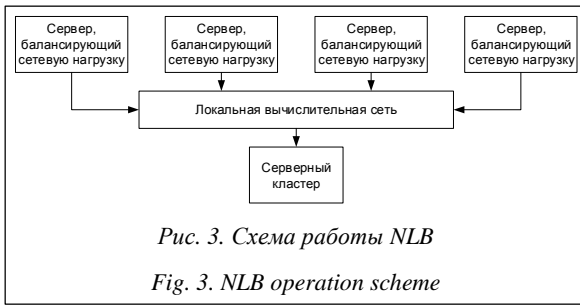 Сервер,
балансирующий
сетевую нагрузку
Сервер,
балансирующий
сетевую нагрузку
Сервер,
балансирующий
сетевую нагрузку
Сервер,
балансирующий
сетевую нагрузку
Локальная вычислительная сеть
Серверный
кластер
Рис. 3. Схема работы NLB
Fig. 3. NLB operation scheme